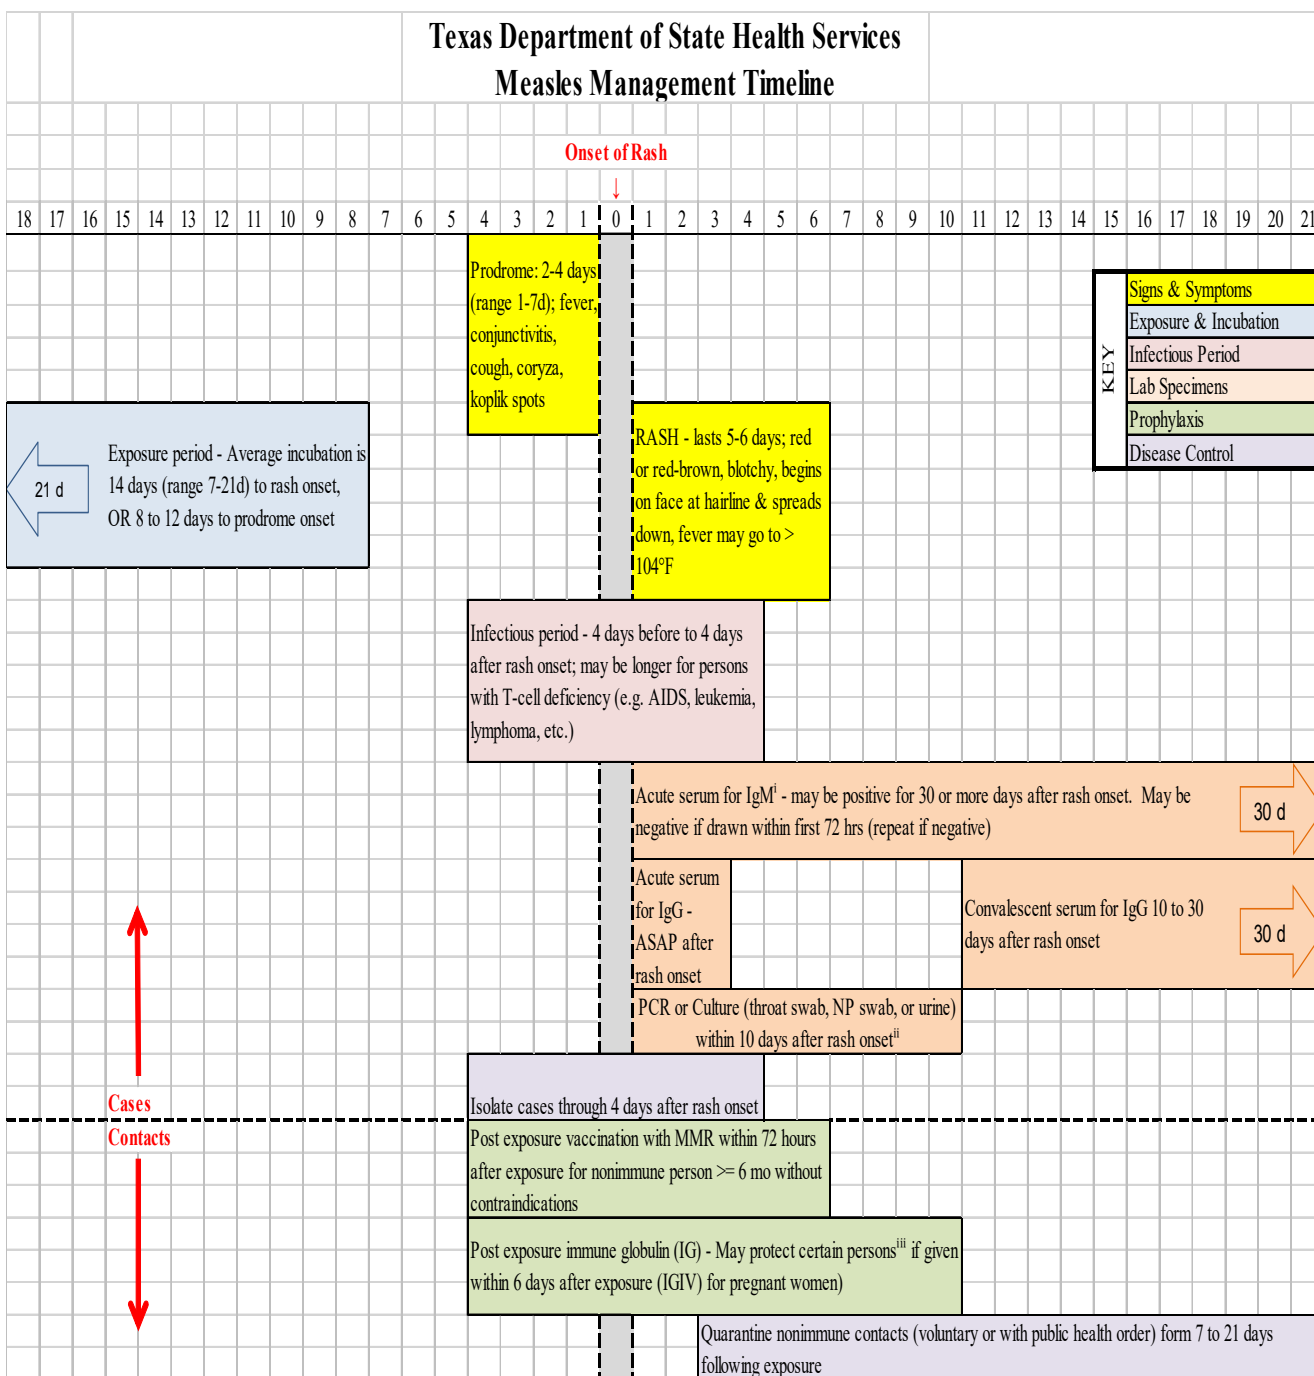 Texas Department of State Health Services
Measles Management Timeline
Onset of Rash
↓
18 17 16 15 14 13 12 11 10 9 8 7 6 5 4 3 2 1 0 1 2 3 4 5 6 7 8 9 10 11 12 13 14 15 16 17 18 19 20 21
Prodrome: 2-4 days
(range 1-7d); fever,
conjunctivitis,
cough, coryza,
koplik spots
KEY
Signs & Symptoms
Exposure & Incubation
Infectious Period
Lab Specimens
Prophylaxis
Disease Control
21 d
Exposure period - Average incubation is
14 days (range 7-21d) to rash onset,
OR 8 to 12 days to prodrome onset
RASH - lasts 5-6 days; red
or red-brown, blotchy, begins
on face at hairline & spreads
down, fever may go to >
104°F
Infectious period - 4 days before to 4 days
after rash onset; may be longer for persons
with T-cell deficiency (e.g. AIDS, leukemia,
lymphoma, etc.)
Acute serum for IgMⁱ - may be positive for 30 or more days after rash onset. May be
negative if drawn within first 72 hrs (repeat if negative)
30 d
Acute serum
for IgG -
ASAP after
rash onset
Convalescent serum for IgG 10 to 30
days after rash onset
30 d
PCR or Culture (throat swab, NP swab, or urine)
within 10 days after rash onsetⁱⁱ
Cases
Isolate cases through 4 days after rash onset
Contacts
Post exposure vaccination with MMR within 72 hours
after exposure for nonimmune person >= 6 mo without
contraindications
Post exposure immune globulin (IG) - May protect certain personsⁱⁱⁱ if given
within 6 days after exposure (IGIV) for pregnant women)
Quarantine nonimmune contacts (voluntary or with public health order) form 7 to 21 days
following exposure